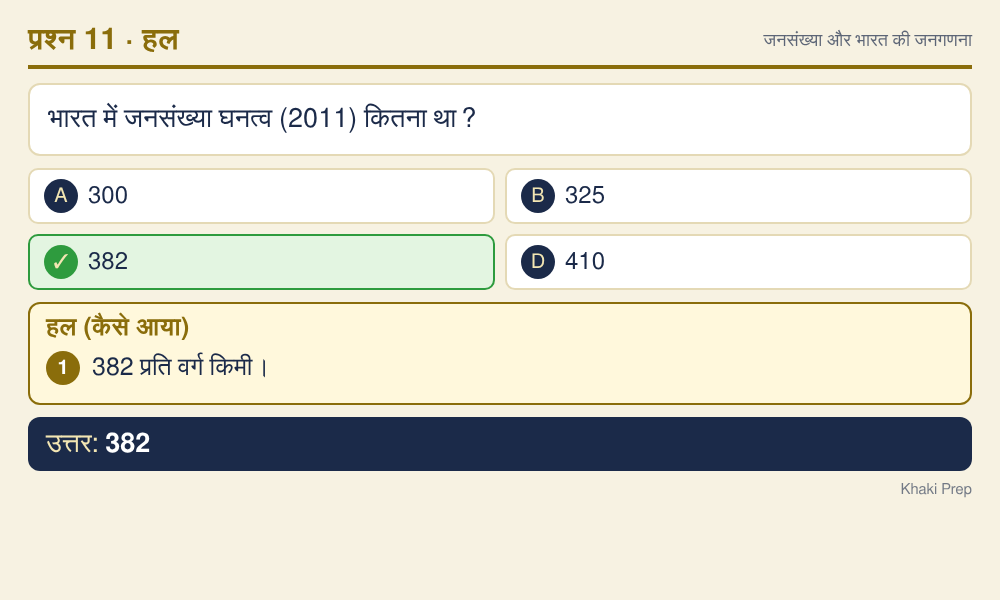 प्रश्न 11 · हल
जनसंख्या और भारत की जनगणना
भारत में जनसंख्या घनत्व (2011) कितना था ?
A 300
B 325
✓ 382
D 410
हल (कैसे आया)
1 382 प्रति वर्ग किमी।
उत्तर: 382
Khaki Prep